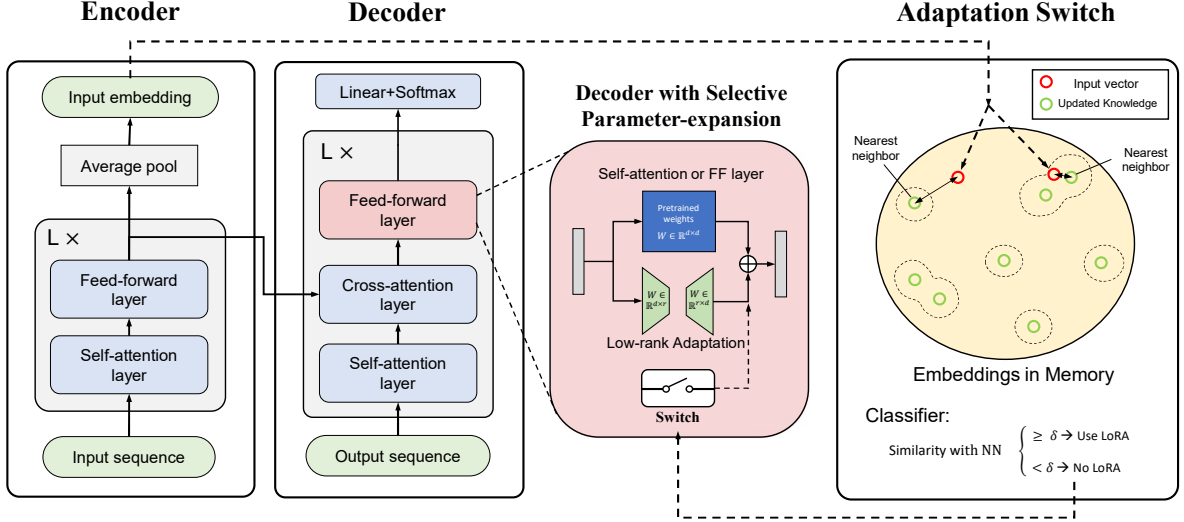 Encoder
Input embedding
Average pool
L ×
Feed-forward
layer
Self-attention
layer
Input sequence
Decoder
Linear+Softmax
L ×
Feed-forward
layer
Cross-attention
layer
Self-attention
layer
Output sequence
Decoder with Selective
Parameter-expansion
Self-attention or FF layer
Pretrained
weights
W ∈ ℝ^{d×d}
W ∈
ℝ^{d×r}
W ∈
ℝ^{r×d}
Low-rank Adaptation
Switch
Adaptation Switch
Input vector
Updated Knowledge
Nearest
neighbor
Nearest
neighbor
Embeddings in Memory
Classifier:
Similarity with NN
≥ δ → Use LoRA
< δ → No LoRA